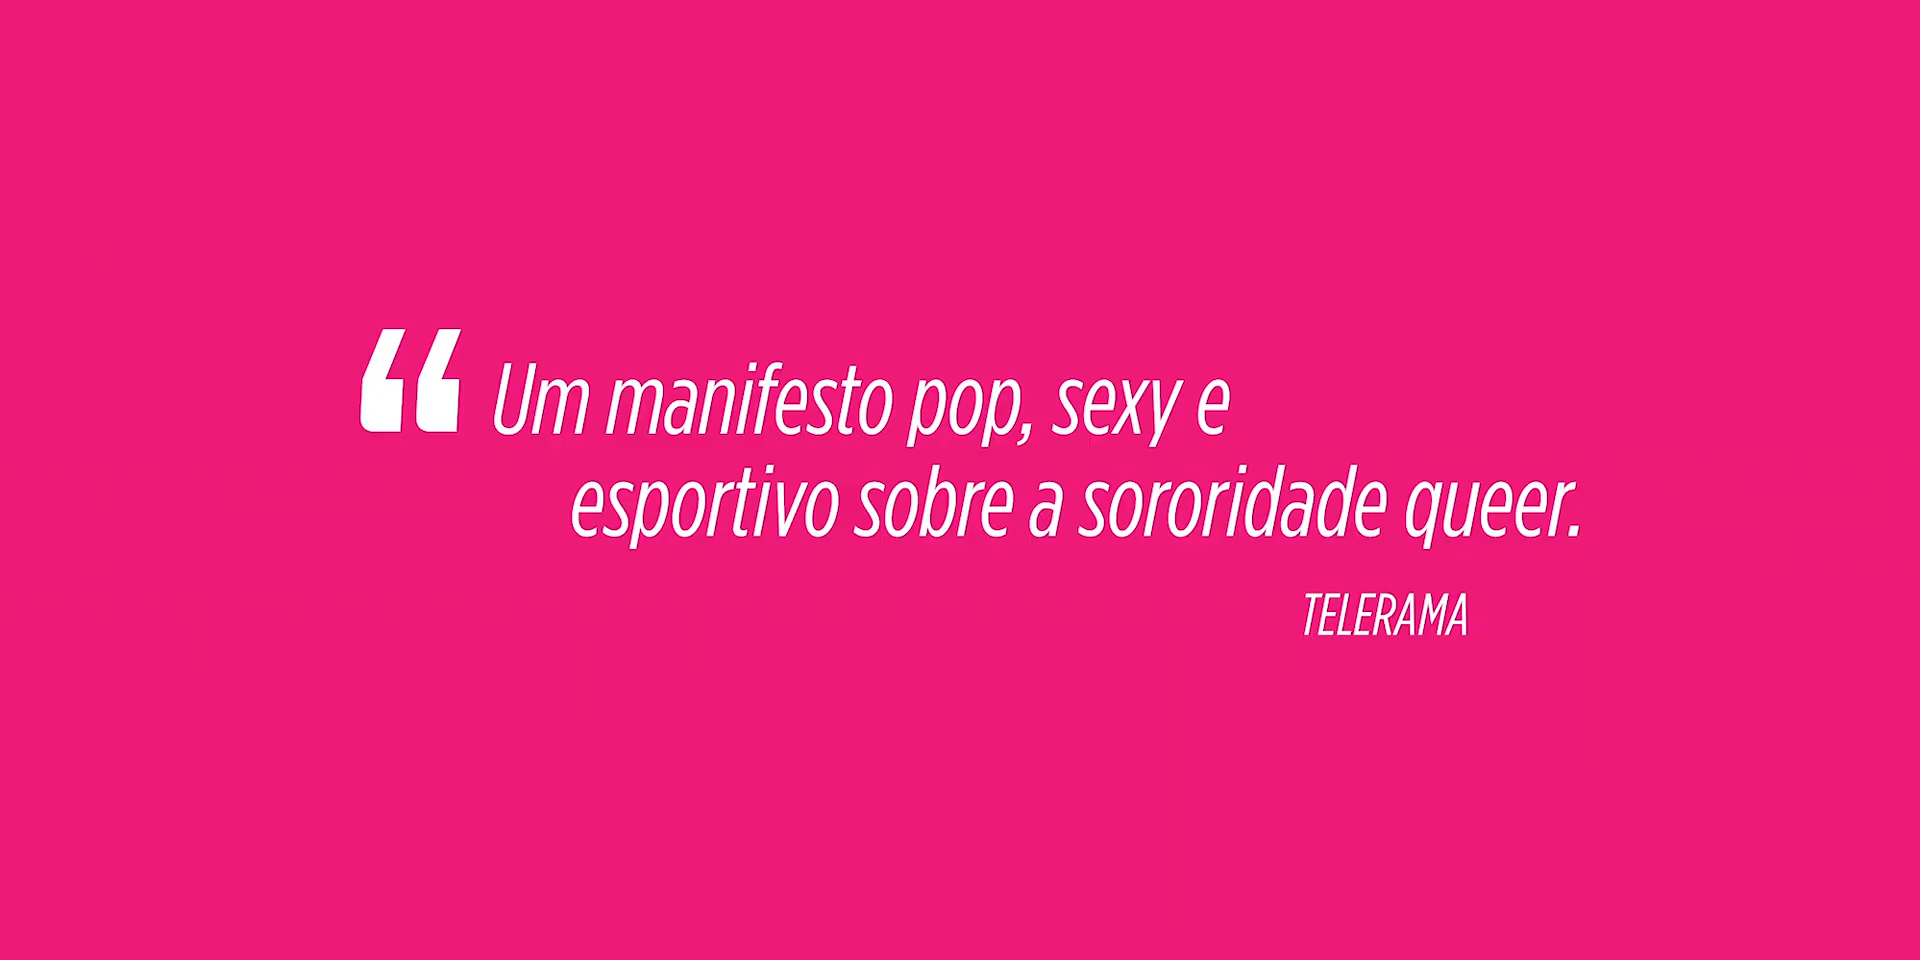 “ Um manifesto pop, sexy e
esportivo sobre a sororidade queer.
TELERAMA